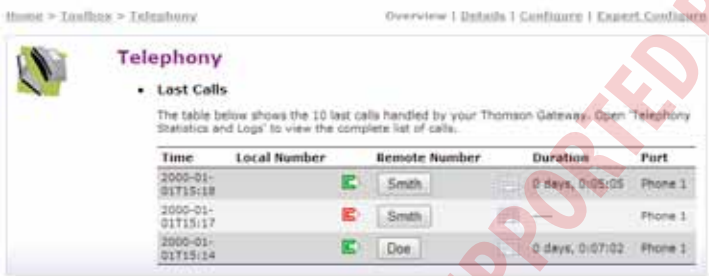 Home > Toolbox > Telephony
Overview | Details | Configure | Expert Configure
Telephony
• Last Calls
The table below shows the 10 last calls handled by your Thomson Gateway. Open 'Telephony
Statistics and Logs' to view the complete list of calls.
Time Local Number Remote Number Duration Port
2000-01-
01T15:18 Smith 0 days, 0:05:05 Phone 1
2000-01-
01T15:17 Smith ---- Phone 1
2000-01-
01T15:14 Doe 0 days, 0:07:02 Phone 1